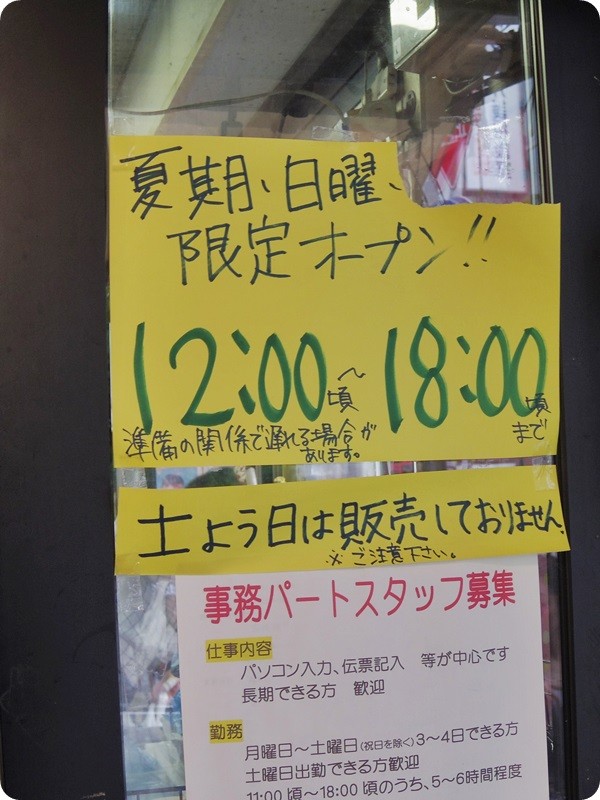 夏期、日曜、
限定オープン!!
12:00頃〜18:00頃まで
準備の関係で遅れる場合が
あります。
土よう日は販売しておりません。
※ご注意下さい。
事務パートスタッフ募集
仕事内容
パソコン入力、伝票記入 等が中心です
長期できる方 歓迎
勤務
月曜日〜土曜日(祝日を除く)3〜4日できる方
土曜日出勤できる方歓迎
11:00頃〜18:00頃のうち、5〜6時間程度